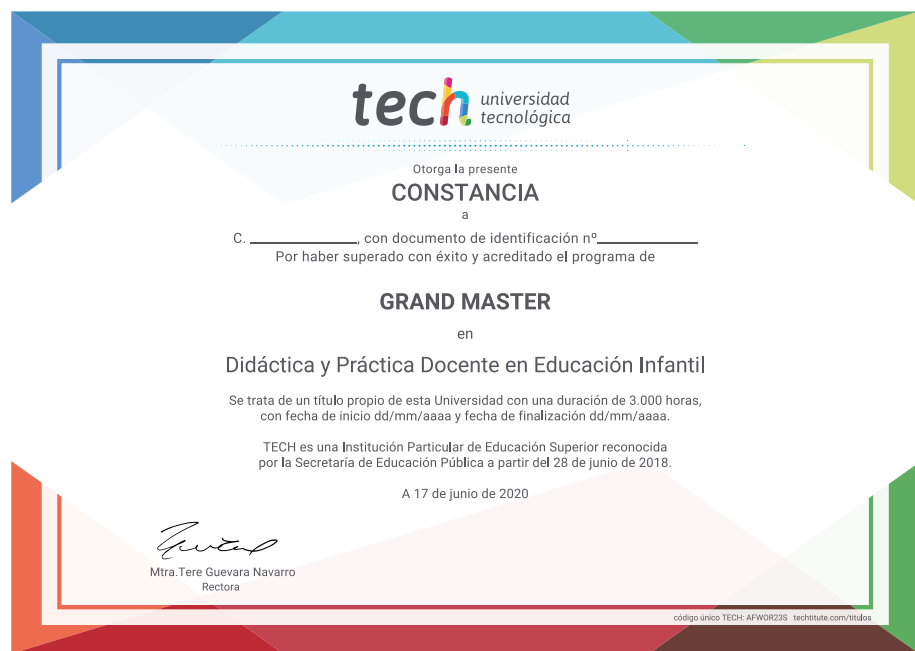 tech universidad
tecnológica
Otorga la presente
CONSTANCIA
a
C. ______________, con documento de identificación nº______________
Por haber superado con éxito y acreditado el programa de
GRAND MASTER
en
Didáctica y Práctica Docente en Educación Infantil
Se trata de un título propio de esta Universidad con una duración de 3.000 horas,
con fecha de inicio dd/mm/aaaa y fecha de finalización dd/mm/aaaa.
TECH es una Institución Particular de Educación Superior reconocida
por la Secretaría de Educación Pública a partir del 28 de junio de 2018.
A 17 de junio de 2020
Mtra.Tere Guevara Navarro
Rectora
código único TECH: AFWOR23S techtitute.com/titulos